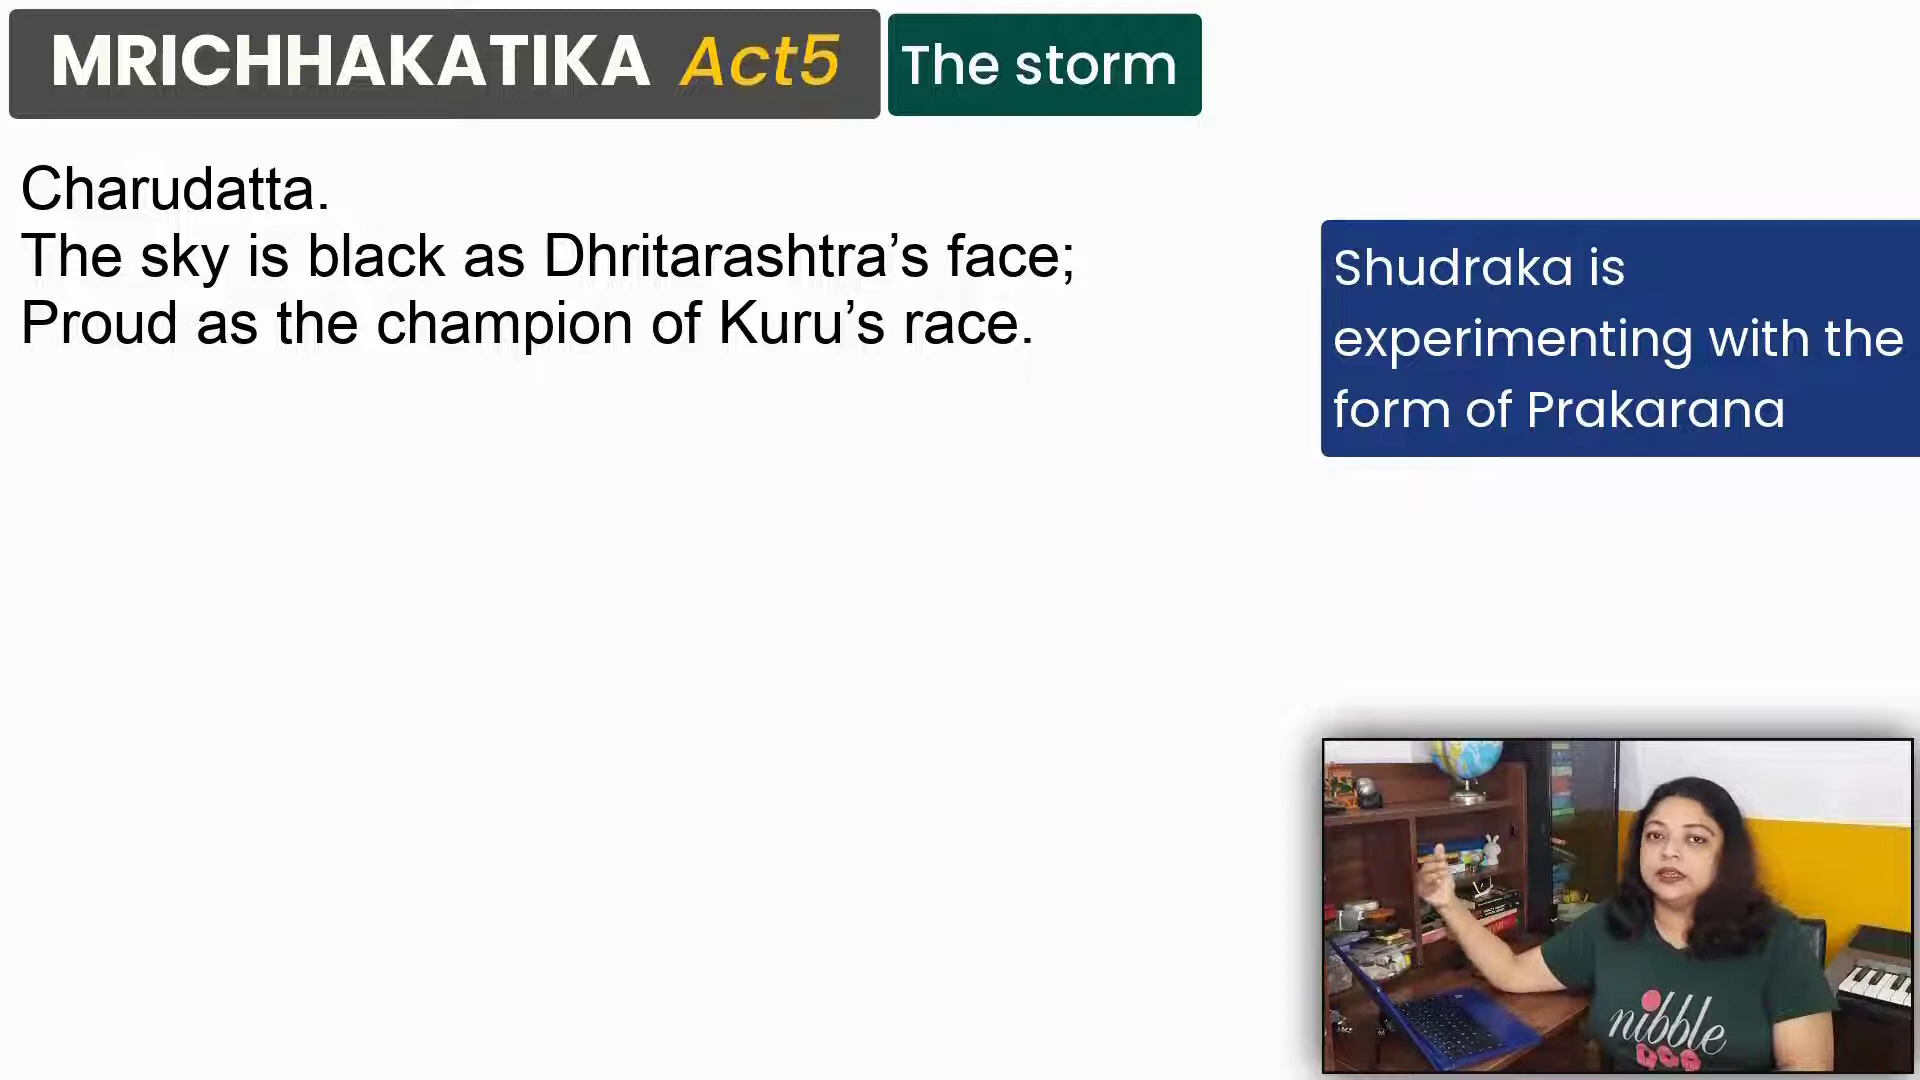 MRICHHAKATIKA Act5
The storm
Charudatta.
The sky is black as Dhritarashtra’s face;
Proud as the champion of Kuru’s race.
Shudraka is
experimenting with the
form of Prakarana
nibble